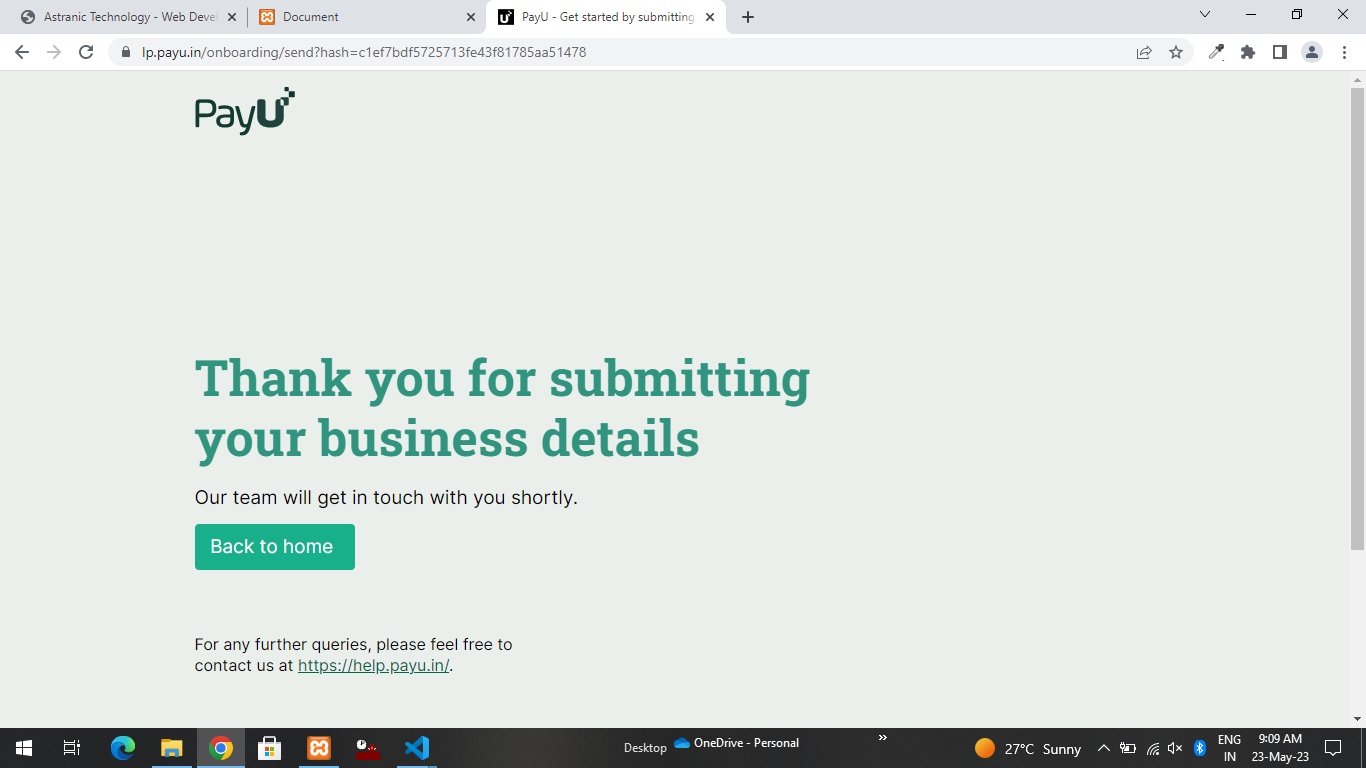 Astranic Technology - Web Devel
Document
PayU - Get started by submitting
lp.payu.in/onboarding/send?hash=c1ef7bdf5725713fe43f81785aa51478
PayU
Thank you for submitting
your business details
Our team will get in touch with you shortly.
Back to home
For any further queries, please feel free to
contact us at https://help.payu.in/.
Desktop
OneDrive - Personal
27°C Sunny
ENG
IN
9:09 AM
23-May-23